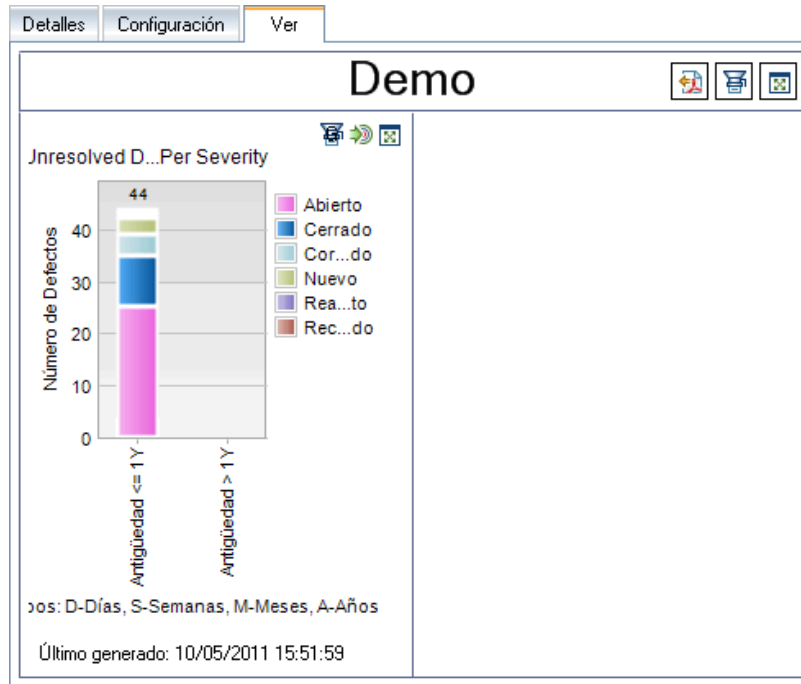 Detalles Configuración Ver
Demo
Jnresolved D...Per Severity
44
Número de Defectos
40
30
20
10
0
Abierto
Cerrado
Cor...do
Nuevo
Rea...to
Rec...do
Antigüedad <= 1Y
Antigüedad > 1Y
pos: D-Días, S-Semanas, M-Meses, A-Años
Último generado: 10/05/2011 15:51:59